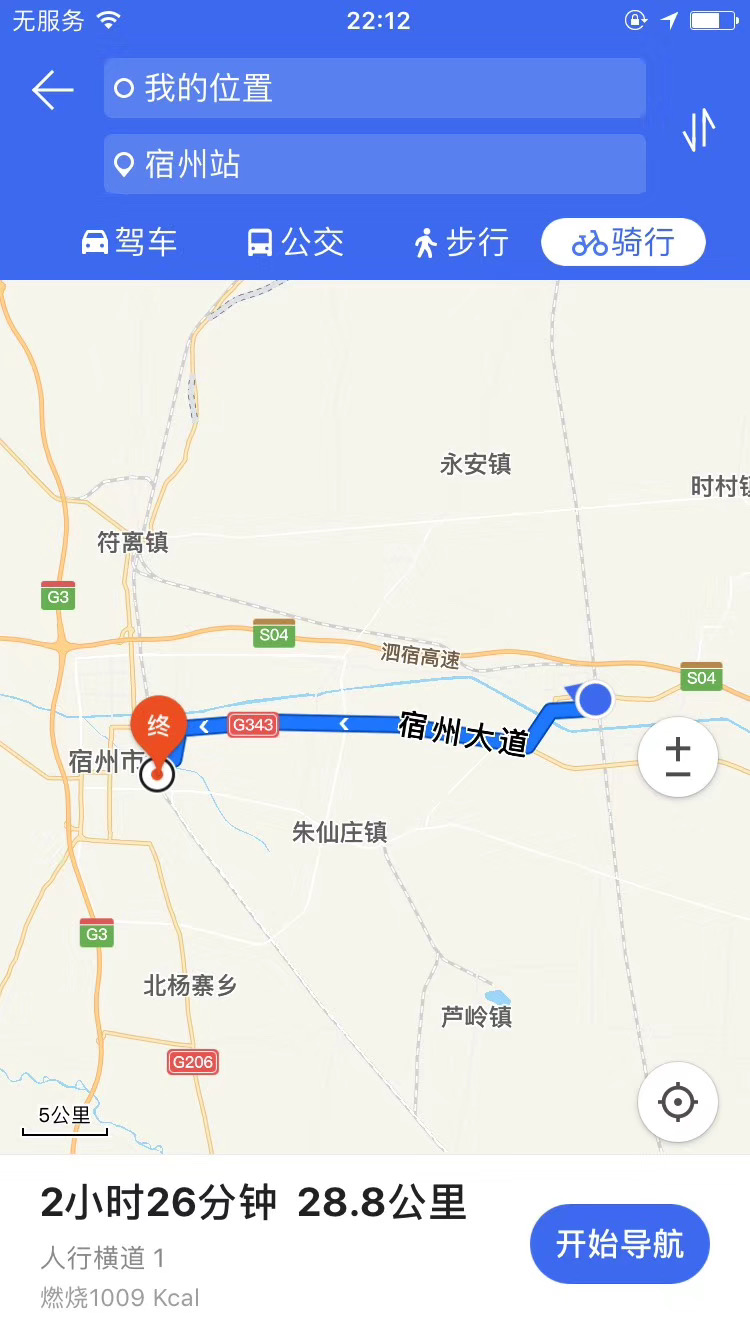 无服务 22:12
我的位置
宿州站
驾车 公交 步行 骑行
永安镇
时村镇
符离镇
G3
S04
泗宿高速
S04
终
G343
宿州大道
宿州市
朱仙庄镇
G3
北杨寨乡
芦岭镇
G206
5公里
2小时26分钟 28.8公里
开始导航
人行横道 1
燃烧1009 Kcal